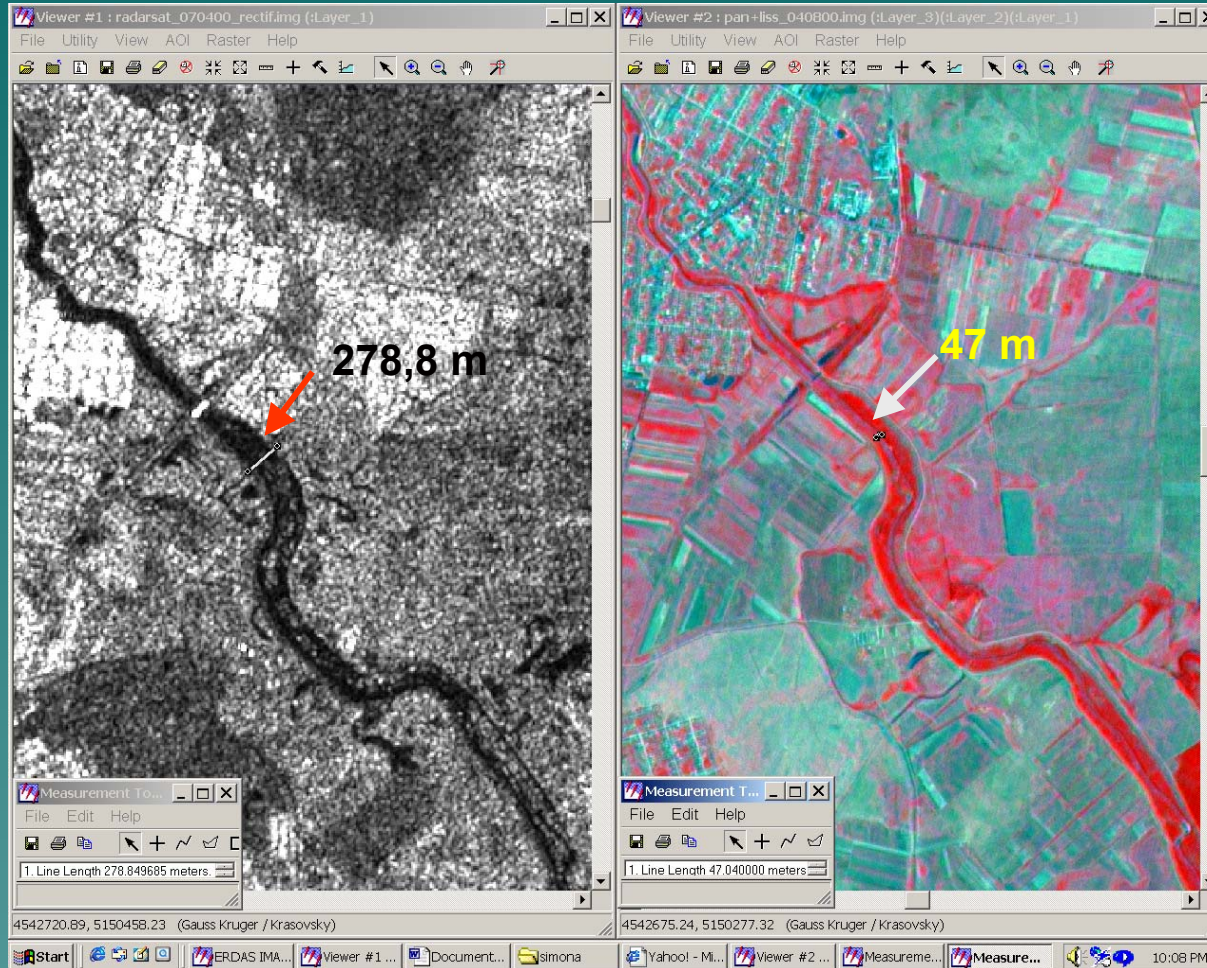 Viewer #1 : radarsat_070400_rectif.img (:Layer_1)
File Utility View AOI Raster Help
278,8 m
Measurement To...
File Edit Help
1. Line Length 278.849685 meters.
4542720.89, 5150458.23 (Gauss Kruger / Krasovsky)
Viewer #2 : pan+liss_040800.img (:Layer_3)(:Layer_2)(:Layer_1)
File Utility View AOI Raster Help
47 m
Measurement T...
File Edit Help
1. Line Length 47.040000 meters
4542675.24, 5150277.32 (Gauss Kruger / Krasovsky)
Start ERDAS IMA... Viewer #1 ... Document... simona Yahoo! - Mi... Viewer #2 ... Measureme... Measure... 10:08 PM